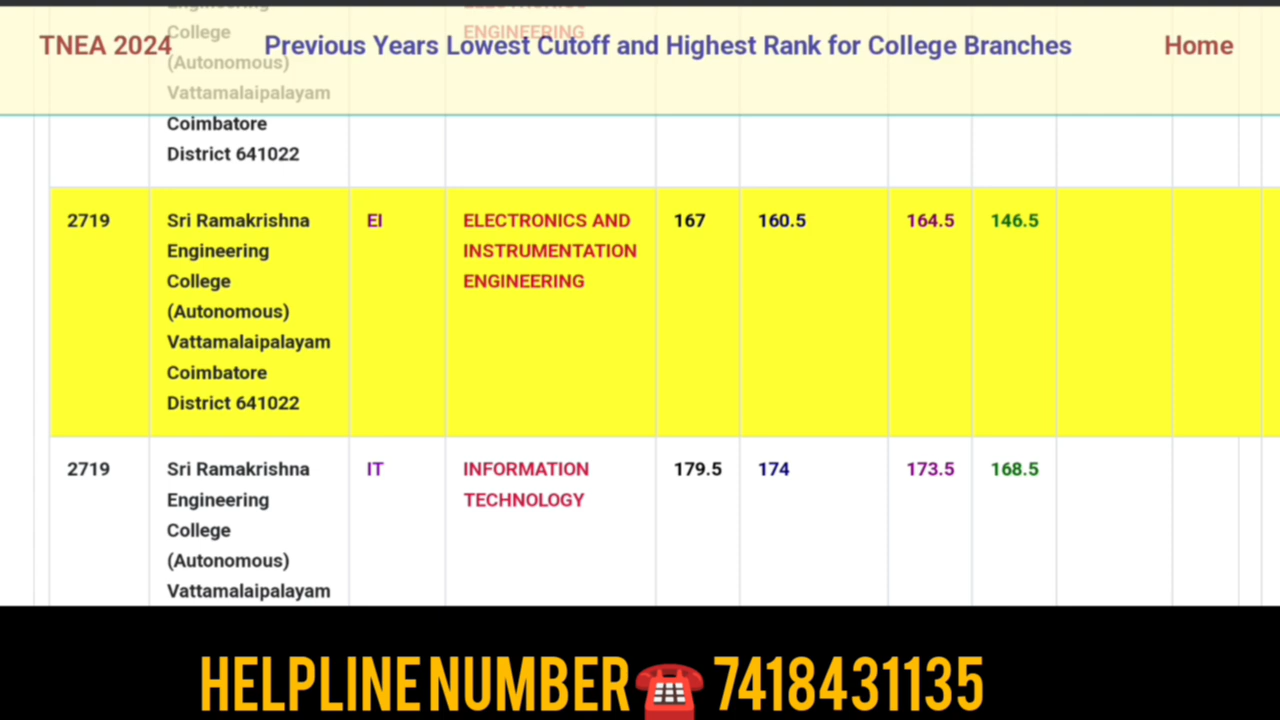 TNEA 2024 Previous Years Lowest Cutoff and Highest Rank for College Branches Home
College ENGINEERING
(Autonomous)
Vattamalaipalayam
Coimbatore
District 641022
2719 Sri Ramakrishna EI ELECTRONICS AND 167 160.5 164.5 146.5
Engineering INSTRUMENTATION
College ENGINEERING
(Autonomous)
Vattamalaipalayam
Coimbatore
District 641022
2719 Sri Ramakrishna IT INFORMATION 179.5 174 173.5 168.5
Engineering TECHNOLOGY
College
(Autonomous)
Vattamalaipalayam
HELPLINE NUMBER 7418431135